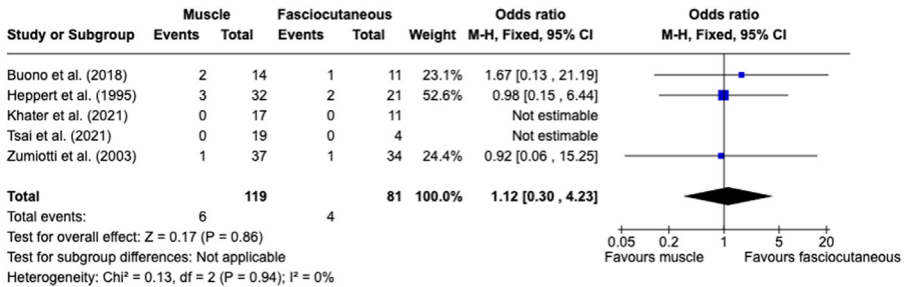 Muscle Fasciocutaneous Odds ratio Odds ratio
Study or Subgroup Events Total Events Total Weight M-H, Fixed, 95% CI M-H, Fixed, 95% CI
Buono et al. (2018) 2 14 1 11 23.1% 1.67 [0.13 , 21.19]
Heppert et al. (1995) 3 32 2 21 52.6% 0.98 [0.15 , 6.44]
Khater et al. (2021) 0 17 0 11 Not estimable
Tsai et al. (2021) 0 19 0 4 Not estimable
Zumiotti et al. (2003) 1 37 1 34 24.4% 0.92 [0.06 , 15.25]
Total 119 81 100.0% 1.12 [0.30 , 4.23]
Total events: 6 4
Test for overall effect: Z = 0.17 (P = 0.86)
Test for subgroup differences: Not applicable
Heterogeneity: Chi² = 0.13, df = 2 (P = 0.94); I² = 0%
0.05 0.2 1 5 20
Favours muscle Favours fasciocutaneous